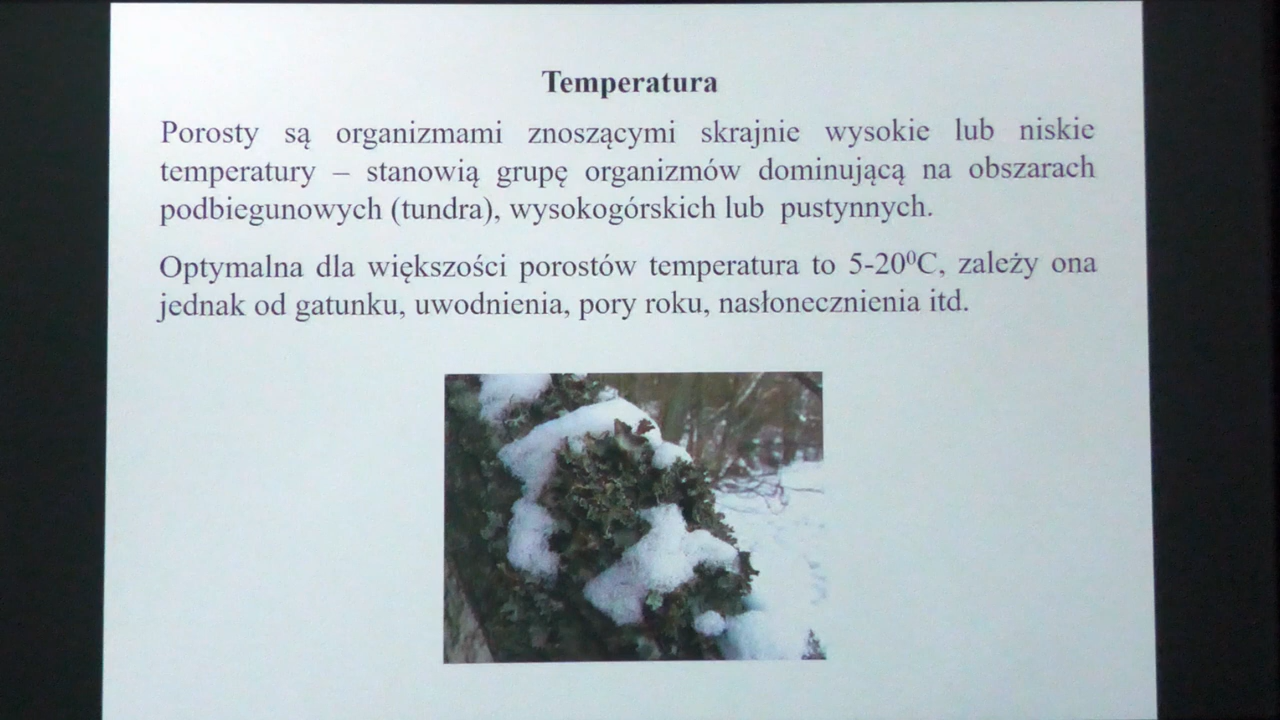 Temperatura
Porosty są organizmami znoszącymi skrajnie wysokie lub niskie
temperatury – stanowią grupę organizmów dominującą na obszarach
podbiegunowych (tundra), wysokogórskich lub pustynnych.
Optymalna dla większości porostów temperatura to 5-20⁰C, zależy ona
jednak od gatunku, uwodnienia, pory roku, nasłonecznienia itd.